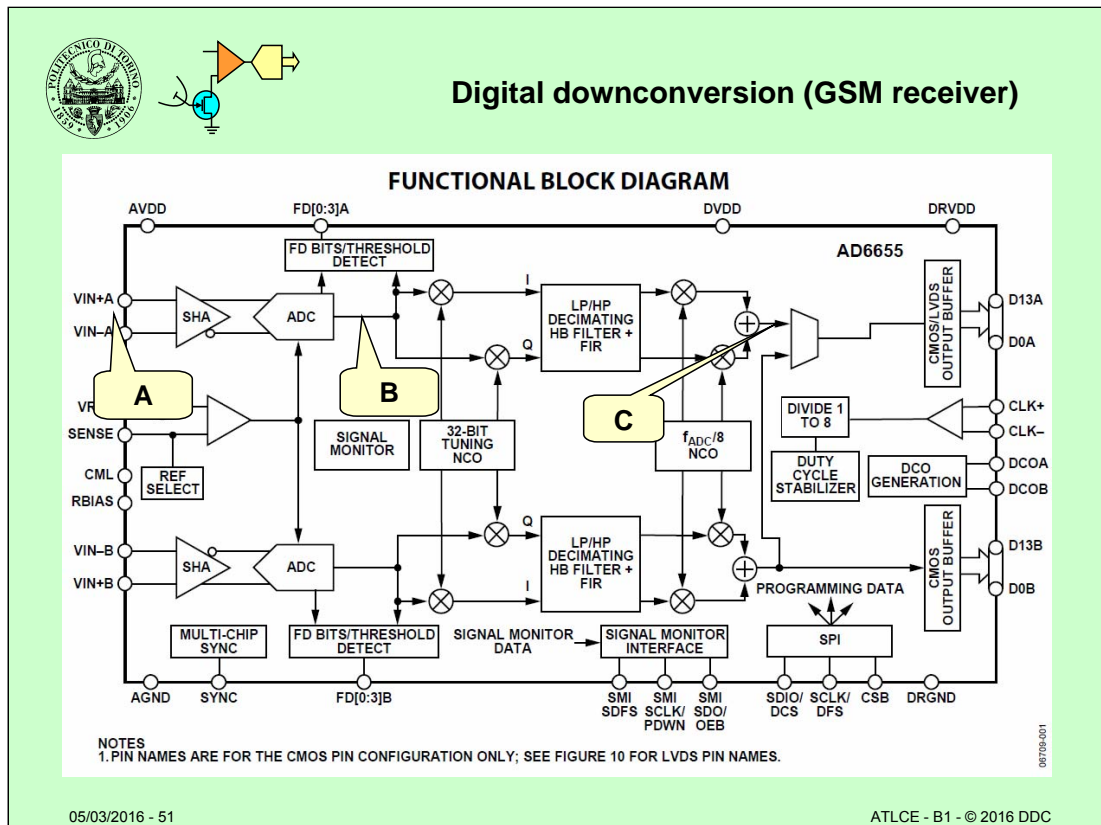 POLITECNICO DI TORINO
1859
1906
Digital downconversion (GSM receiver)
FUNCTIONAL BLOCK DIAGRAM
AVDD
FD[0:3]A
DVDD
DRVDD
AD6655
FD BITS/THRESHOLD
DETECT
VIN+A
VIN–A
SHA
ADC
I
Q
LP/HP
DECIMATING
HB FILTER +
FIR
CMOS/LVDS
OUTPUT BUFFER
D13A
D0A
A
B
C
VR
SENSE
REF
SELECT
CML
RBIAS
SIGNAL
MONITOR
32-BIT
TUNING
NCO
fADC/8
NCO
DIVIDE 1
TO 8
DUTY
CYCLE
STABILIZER
DCO
GENERATION
CLK+
CLK–
DCOA
DCOB
VIN–B
VIN+B
SHA
ADC
Q
I
LP/HP
DECIMATING
HB FILTER +
FIR
CMOS
OUTPUT BUFFER
D13B
D0B
PROGRAMMING DATA
MULTI-CHIP
SYNC
FD BITS/THRESHOLD
DETECT
SIGNAL MONITOR
DATA
SIGNAL MONITOR
INTERFACE
SPI
AGND
SYNC
FD[0:3]B
SMI
SDFS
SMI
SCLK/
PDWN
SMI
SDO/
OEB
SDIO/
DCS
SCLK/
DFS
CSB
DRGND
NOTES
1. PIN NAMES ARE FOR THE CMOS PIN CONFIGURATION ONLY; SEE FIGURE 10 FOR LVDS PIN NAMES.
06709-001
05/03/2016 - 51
ATLCE - B1 - © 2016 DDC